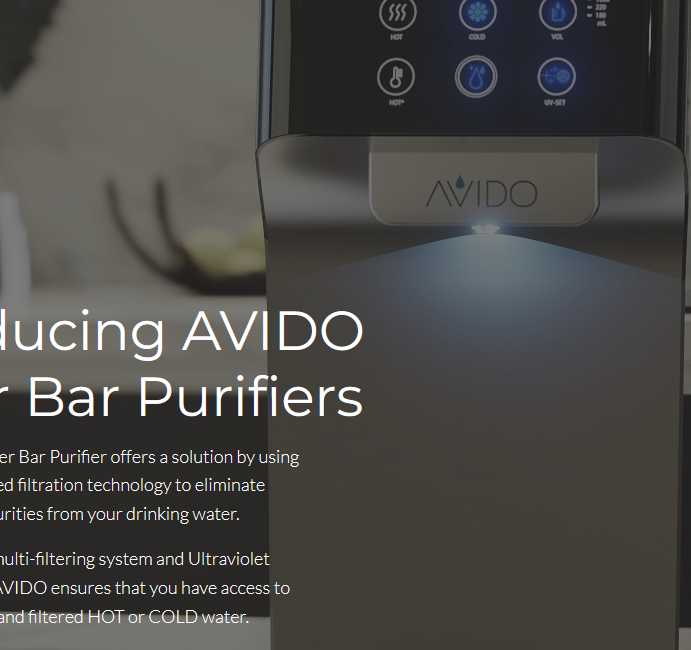 HOT
COLD
VOL
220
180
mL
HOT+
UV-SET
AVIDO
ducing AVIDO
r Bar Purifiers
er Bar Purifier offers a solution by using
ed filtration technology to eliminate
urities from your drinking water.
multi-filtering system and Ultraviolet
AVIDO ensures that you have access to
and filtered HOT or COLD water.